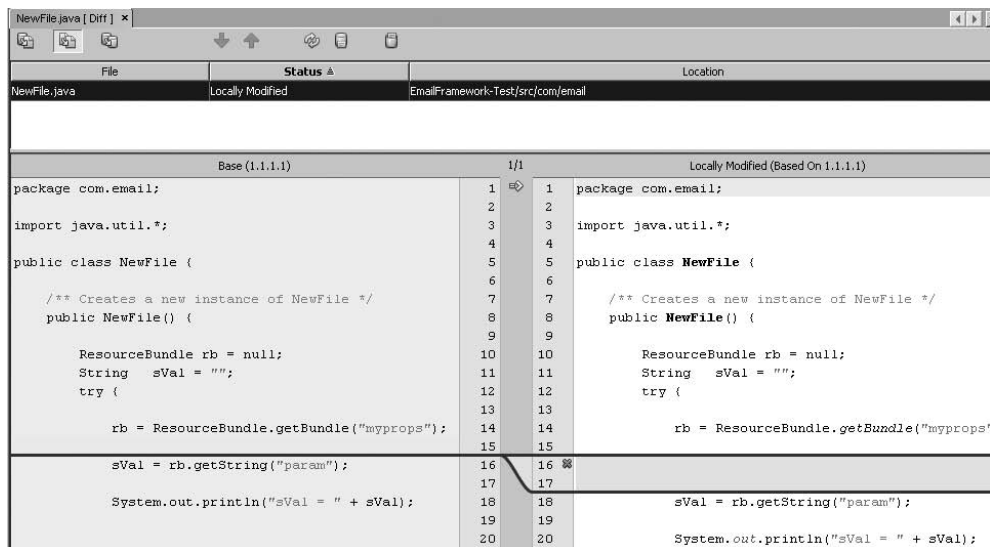 NewFile.java [ Diff ] ×
File Status Location
NewFile.java Locally Modified EmailFramework-Test/src/com/email
Base (1.1.1.1) 1/1 Locally Modified (Based On 1.1.1.1)
package com.email; 1 1 package com.email;
2 2
import java.util.*; 3 3 import java.util.*;
4 4
public class NewFile { 5 5 public class NewFile {
6 6
/** Creates a new instance of NewFile */ 7 7 /** Creates a new instance of NewFile */
public NewFile() { 8 8 public NewFile() {
9 9
ResourceBundle rb = null; 10 10 ResourceBundle rb = null;
String sVal = ""; 11 11 String sVal = "";
try { 12 12 try {
13 13
rb = ResourceBundle.getBundle("myprops"); 14 14 rb = ResourceBundle.getBundle("myprops"
15 15
sVal = rb.getString("param"); 16 16
17 17
System.out.println("sVal = " + sVal); 18 18 sVal = rb.getString("param");
19 19
20 20 System.out.println("sVal = " + sVal);